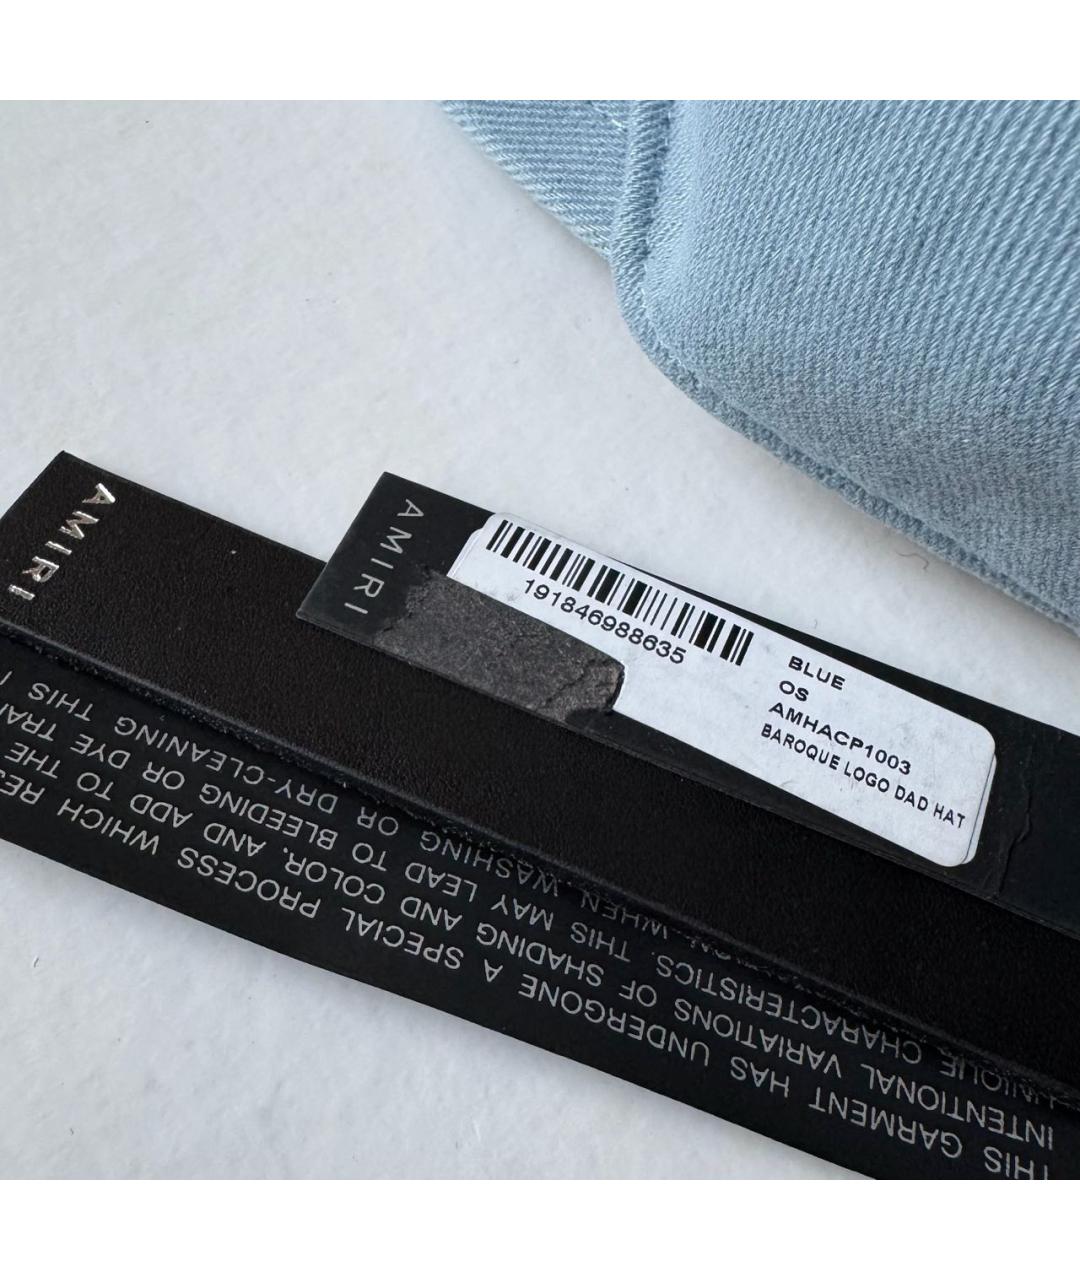 AMIRI
AMIRI
191846988635
BLUE
OS
AMHACP1003
BAROQUE LOGO DAD HAT
THIS GARMENT HAS UNDERGONE A SPECIAL PROCESS WHICH
INTENTIONAL VARIATIONS OF SHADING AND COLOR, AND ADD TO THE
UNIQUE CHARACTERISTICS. THIS MAY LEAD TO BLEEDING OR DYE
WHEN WASHING OR DRY-CLEANING THIS